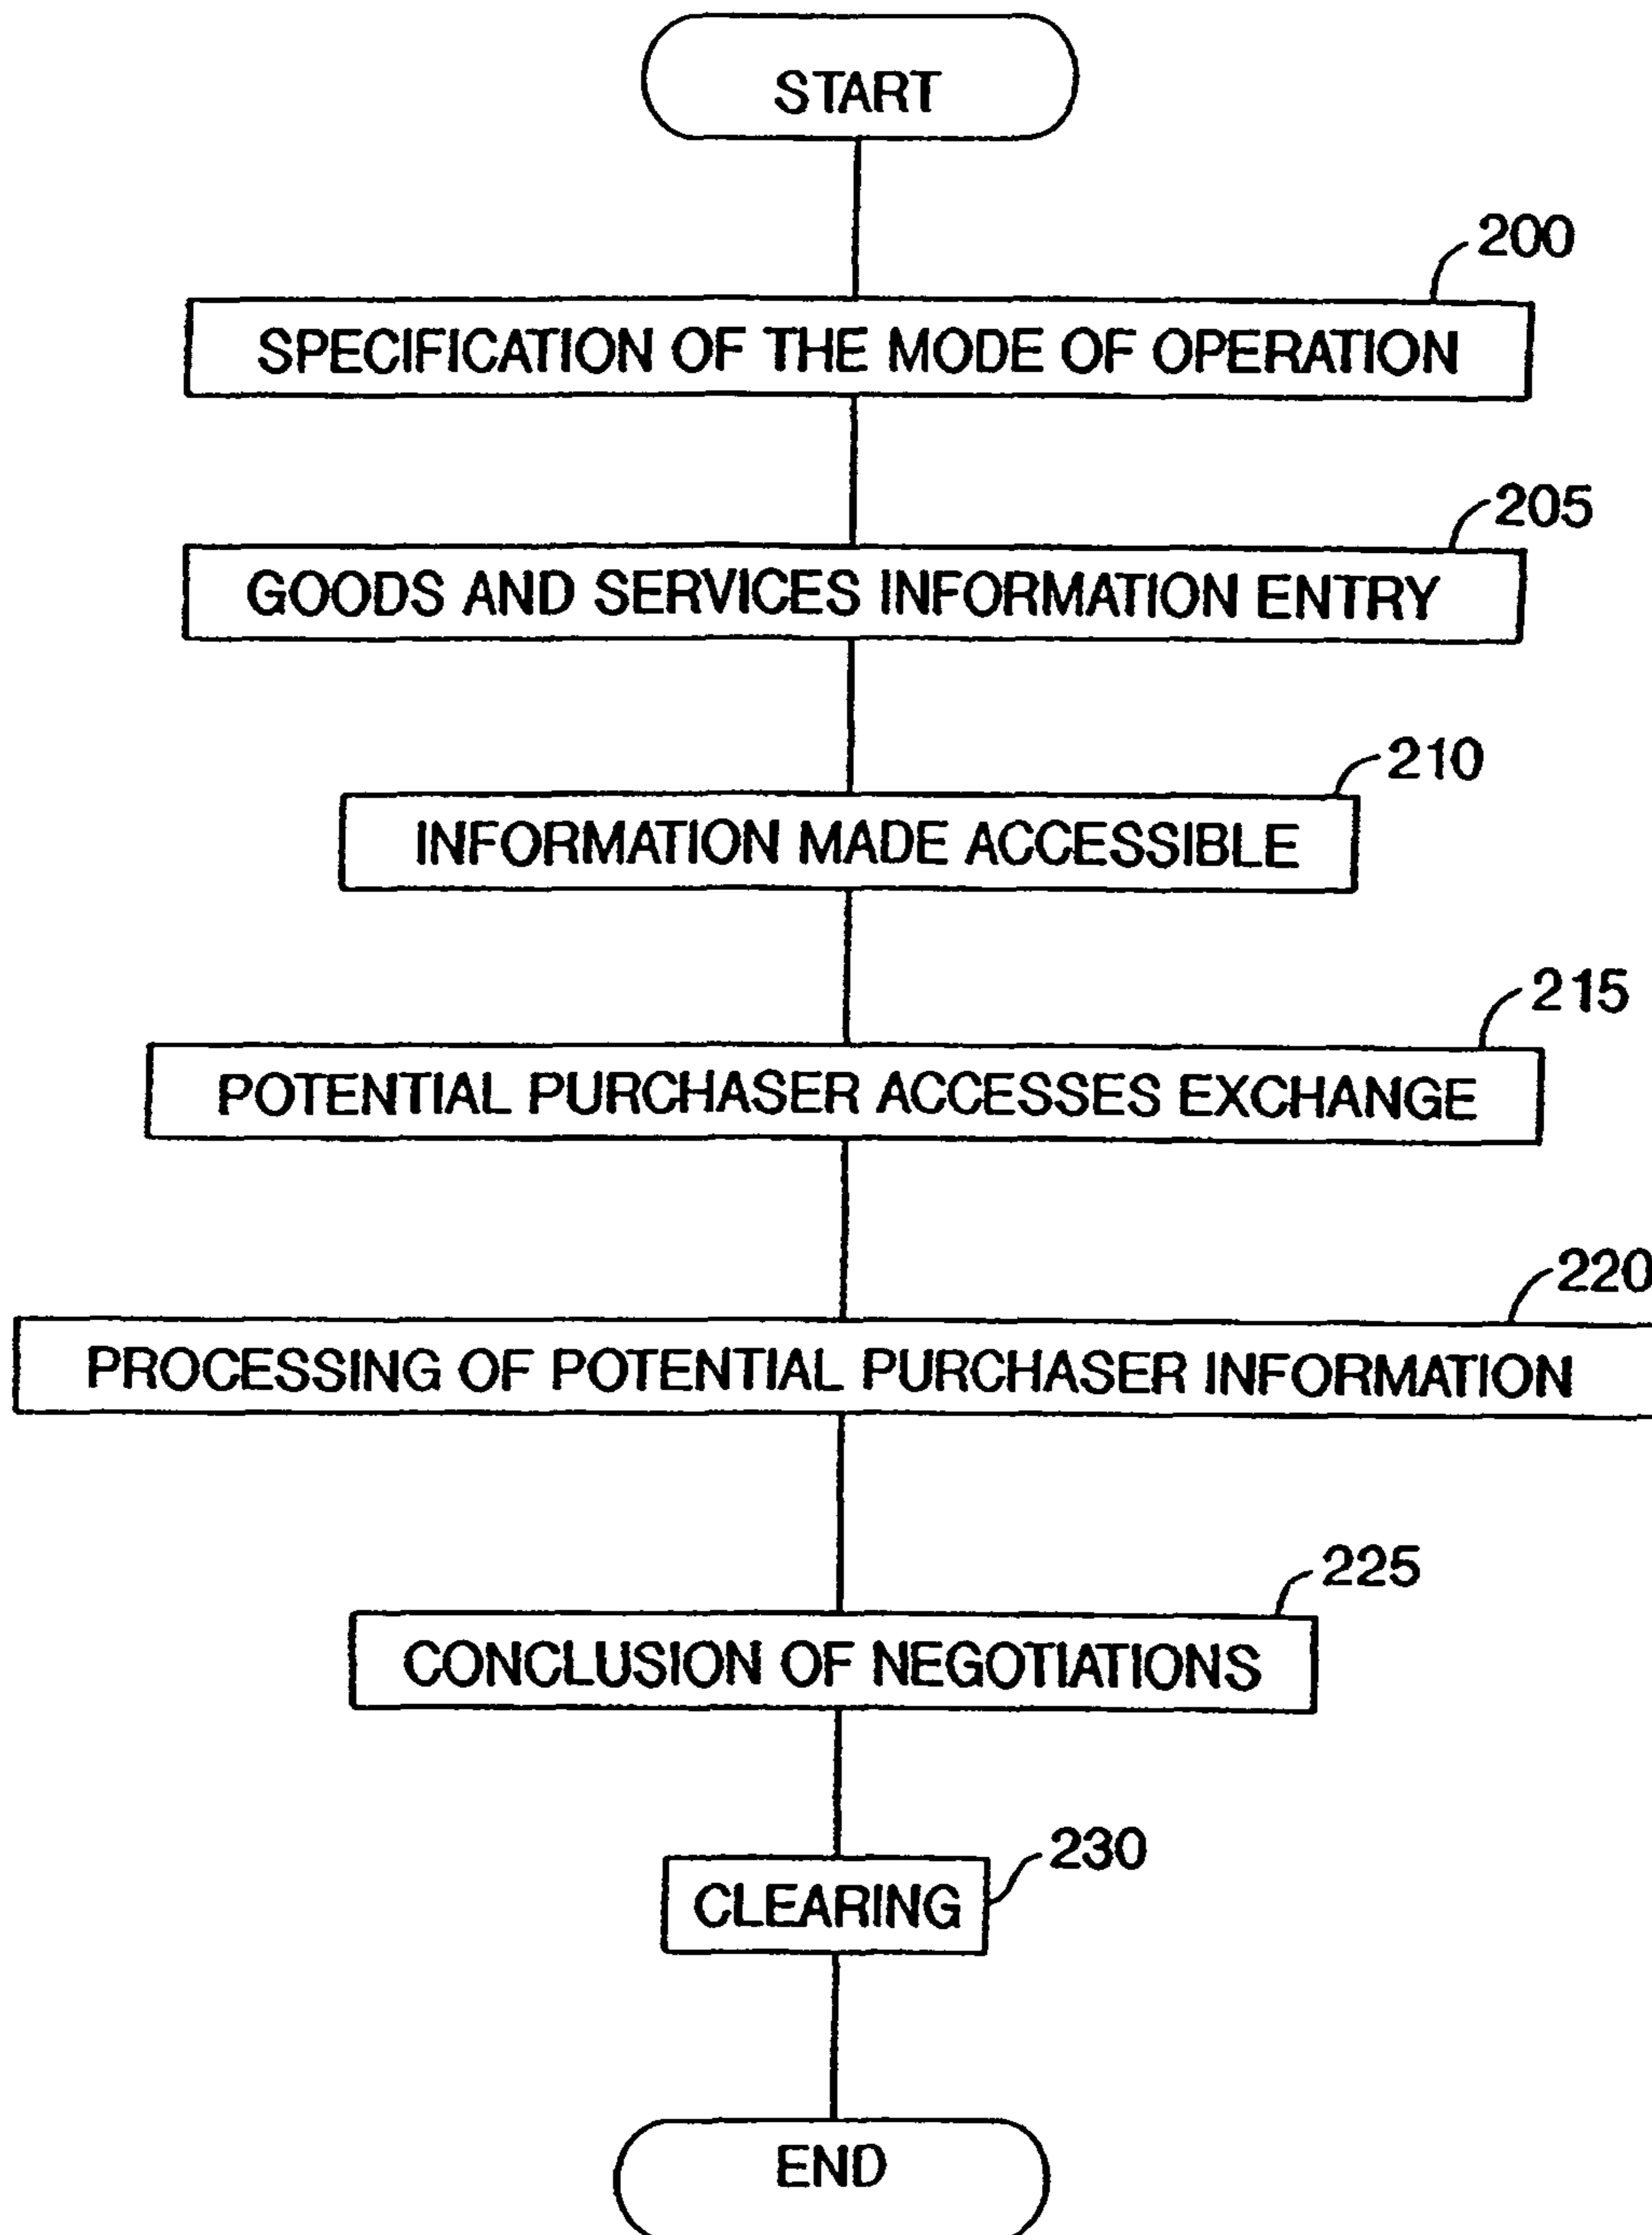 START
200
SPECIFICATION OF THE MODE OF OPERATION
205
GOODS AND SERVICES INFORMATION ENTRY
210
INFORMATION MADE ACCESSIBLE
215
POTENTIAL PURCHASER ACCESSES EXCHANGE
220
PROCESSING OF POTENTIAL PURCHASER INFORMATION
225
CONCLUSION OF NEGOTIATIONS
230
CLEARING
END